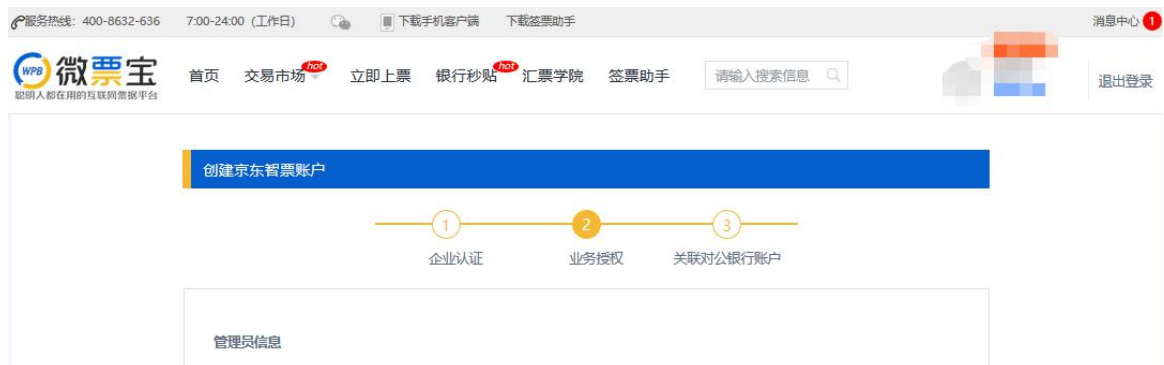 服务热线: 400-8632-636 7:00-24:00 (工作日) 下载手机客户端 下载签票助手 消息中心 1
WPB 微票宝
聪明人都在用的互联网票据平台
首页 交易市场 hot 立即上票 银行秒贴 hot 汇票学院 签票助手 请输入搜索信息 退出登录
创建京东智票账户
1 2 3
企业认证 业务授权 关联对公银行账户
管理员信息